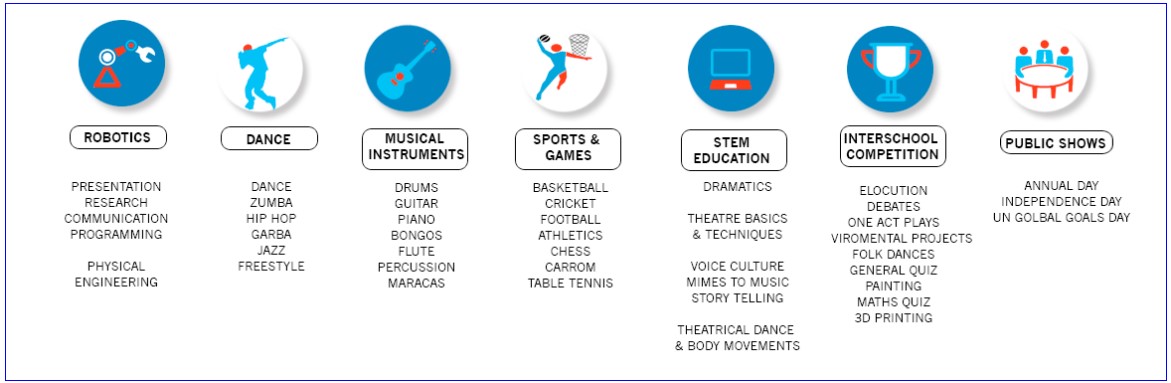 ROBOTICS
PRESENTATION
RESEARCH
COMMUNICATION
PROGRAMMING
PHYSICAL
ENGINEERING
DANCE
DANCE
ZUMBA
HIP HOP
GARBA
JAZZ
FREESTYLE
MUSICAL
INSTRUMENTS
DRUMS
GUITAR
PIANO
BONGOS
FLUTE
PERCUSSION
MARACAS
SPORTS &
GAMES
BASKETBALL
CRICKET
FOOTBALL
ATHLETICS
CHESS
CARROM
TABLE TENNIS
STEM
EDUCATION
DRAMATICS
THEATRE BASICS
& TECHNIQUES
VOICE CULTURE
MIMES TO MUSIC
STORY TELLING
THEATRICAL DANCE
& BODY MOVEMENTS
INTERSCHOOL
COMPETITION
ELOCUTION
DEBATES
ONE ACT PLAYS
VIROMENTAL PROJECTS
FOLK DANCES
GENERAL QUIZ
PAINTING
MATHS QUIZ
3D PRINTING
PUBLIC SHOWS
ANNUAL DAY
INDEPENDENCE DAY
UN GOLBAL GOALS DAY